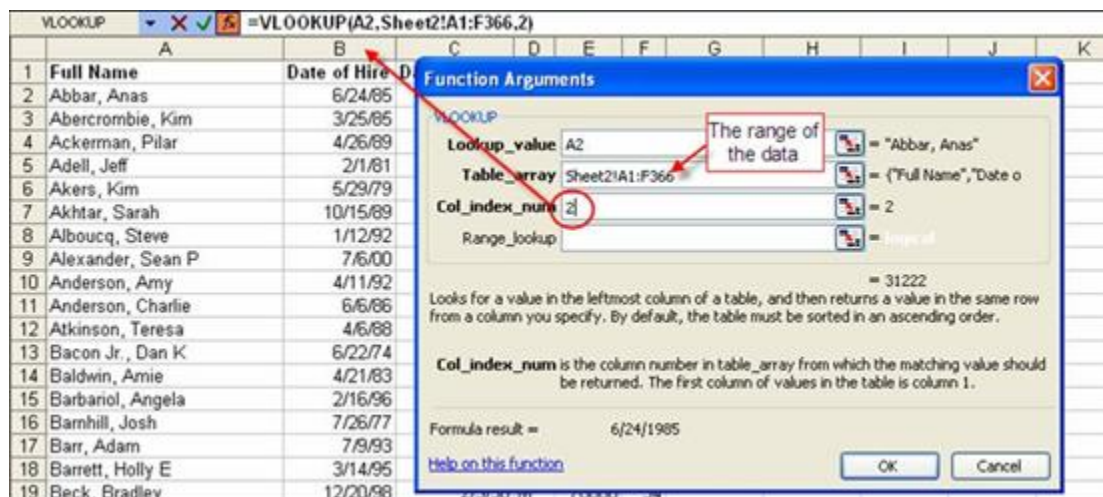 VLOOKUP =VLOOKUP(A2,Sheet2!A1:F366,2)
A B C D E F G H I J K
1 Full Name Date of Hire D
2 Abbar, Anas 6/24/85
3 Abercrombie, Kim 3/25/85
4 Ackerman, Pilar 4/26/89
5 Adell, Jeff 2/1/81
6 Akers, Kim 5/29/79
7 Akhtar, Sarah 10/15/89
8 Alboucq, Steve 1/12/92
9 Alexander, Sean P 7/6/00
10 Anderson, Amy 4/11/92
11 Anderson, Charlie 6/6/86
12 Atkinson, Teresa 4/6/88
13 Bacon Jr., Dan K 6/22/74
14 Baldwin, Amie 4/21/83
15 Barbariol, Angela 2/16/96
16 Barnhill, Josh 7/26/77
17 Barr, Adam 7/9/93
18 Barrett, Holly E 3/14/95
19 Beck, Bradley 12/20/98
Function Arguments
VLOOKUP
Lookup_value A2 = "Abbar, Anas"
Table_array Sheet2!A1:F366 = {"Full Name","Date o
Col_index_num 2 = 2
Range_lookup = logical
The range of
the data
= 31222
Looks for a value in the leftmost column of a table, and then returns a value in the same row
from a column you specify. By default, the table must be sorted in an ascending order.
Col_index_num is the column number in table_array from which the matching value should
be returned. The first column of values in the table is column 1.
Formula result = 6/24/1985
Help on this function OK Cancel